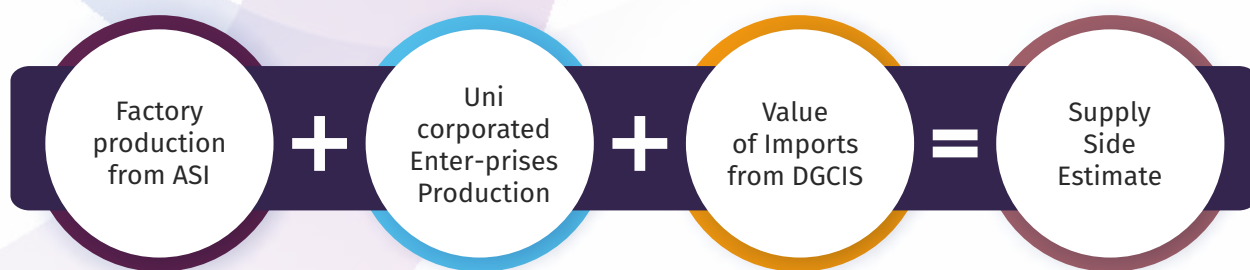 Factory
production
from ASI
+
Uni
corporated
Enter-prises
Production
+
Value
of Imports
from DGCIS
=
Supply
Side
Estimate